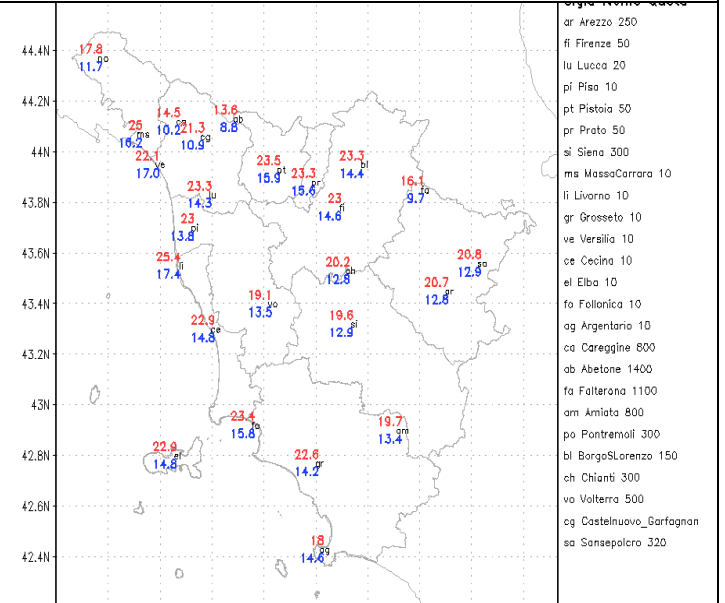 Sigla Nome Quota
ar Arezzo 250
fi Firenze 50
lu Lucca 20
pi Pisa 10
pt Pistoia 50
pr Prato 50
si Siena 300
ms MassaCarrara 10
li Livorno 10
gr Grosseto 10
ve Versilia 10
ce Cecina 10
el Elba 10
fo Follonica 10
ag Argentario 10
ca Careggine 800
ab Abetone 1400
fa Falterona 1100
am Amiata 800
po Pontremoli 300
bl BorgoSLorenzo 150
ch Chianti 300
vo Volterra 500
cg Castelnuovo_Garfagnan
sa Sansepolcro 320
44.4N
44.2N
44N
43.8N
43.6N
43.4N
43.2N
43N
42.8N
42.6N
42.4N
17.8
po
11.7
14.5
ca
10.2
13.6
ab
8.8
25
ms
16.2
21.3
cg
10.9
22.1
ve
17.0
23.5
pt
15.9
23.3
pr
15.6
23.3
bl
14.4
16.1
fa
9.7
23.3
lu
14.3
23
fi
14.6
23
pi
13.8
25.4
li
17.4
20.2
ch
12.8
20.8
sa
12.9
20.7
ar
12.8
19.1
vo
13.5
19.6
si
12.9
22.9
ce
14.8
23.4
fo
15.8
19.7
am
13.4
22.9
el
14.8
22.6
gr
14.2
18
ag
14.6